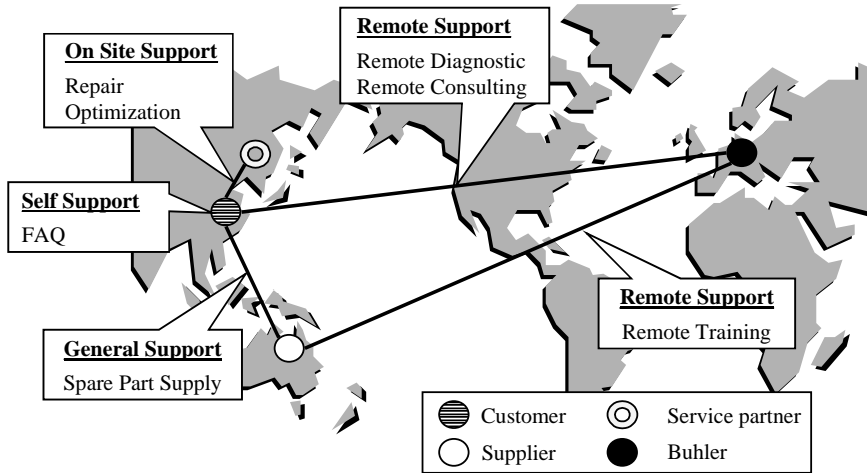 On Site Support
Repair
Optimization
Remote Support
Remote Diagnostic
Remote Consulting
Self Support
FAQ
General Support
Spare Part Supply
Remote Support
Remote Training
Customer
Service partner
Supplier
Buhler